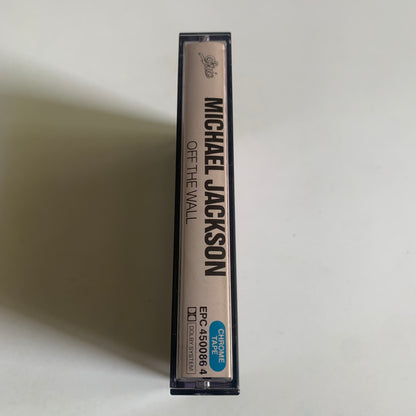 Epic
MICHAEL JACKSON
OFF THE WALL
CHROME
TAPE
EPC 450086 4
DOLBY SYSTEM